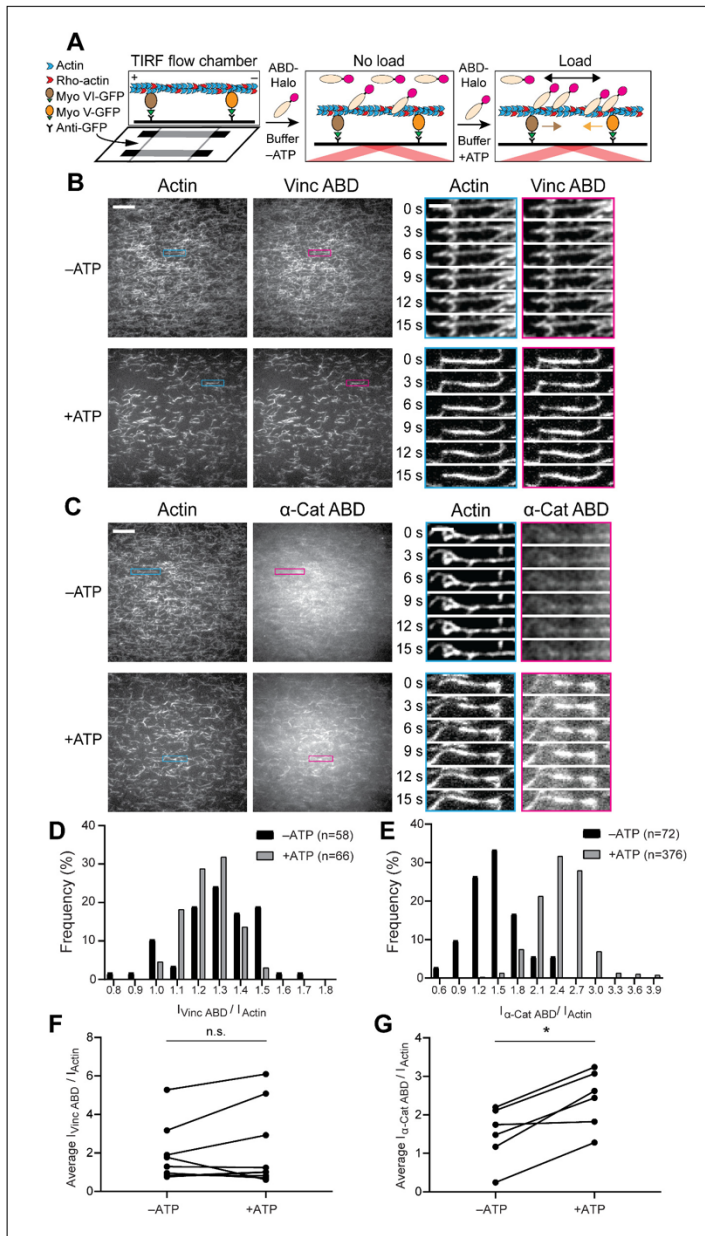 A
Actin
Rho-actin
Myo VI-GFP
Myo V-GFP
Anti-GFP
TIRF flow chamber
+
–
ABD-
Halo
Buffer
–ATP
No load
ABD-
Halo
Buffer
+ATP
Load
B
Actin
Vinc ABD
Actin
Vinc ABD
–ATP
0 s
3 s
6 s
9 s
12 s
15 s
+ATP
0 s
3 s
6 s
9 s
12 s
15 s
C
Actin
α-Cat ABD
Actin
α-Cat ABD
–ATP
0 s
3 s
6 s
9 s
12 s
15 s
+ATP
0 s
3 s
6 s
9 s
12 s
15 s
D
–ATP (n=58)
+ATP (n=66)
Frequency (%)
40
30
20
10
0
0.8 0.9 1.0 1.1 1.2 1.3 1.4 1.5 1.6 1.7 1.8
I Vinc ABD / I Actin
E
–ATP (n=72)
+ATP (n=376)
Frequency (%)
40
30
20
10
0
0.6 0.9 1.2 1.5 1.8 2.1 2.4 2.7 3.0 3.3 3.6 3.9
I α-Cat ABD / I Actin
F
n.s.
Average I Vinc ABD / I Actin
8
6
4
2
0
–ATP +ATP
G
*
Average I α-Cat ABD / I Actin
4
3
2
1
0
–ATP +ATP